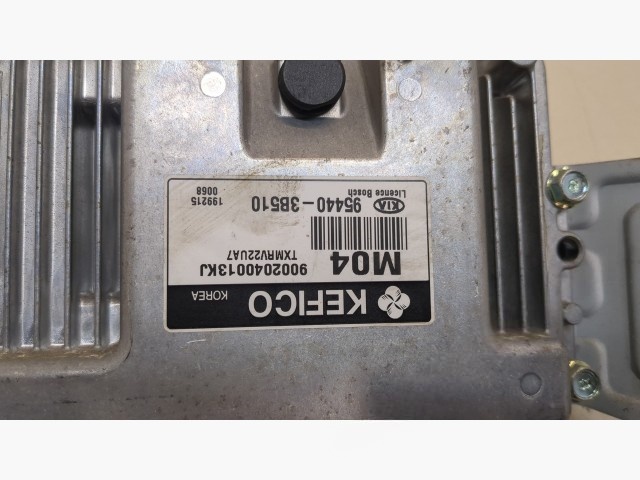 KEFICO KOREA
M04 9002040013KJ
TXMRV22UA7
95440-3B510 199215
KIA Licence Bosch 0068